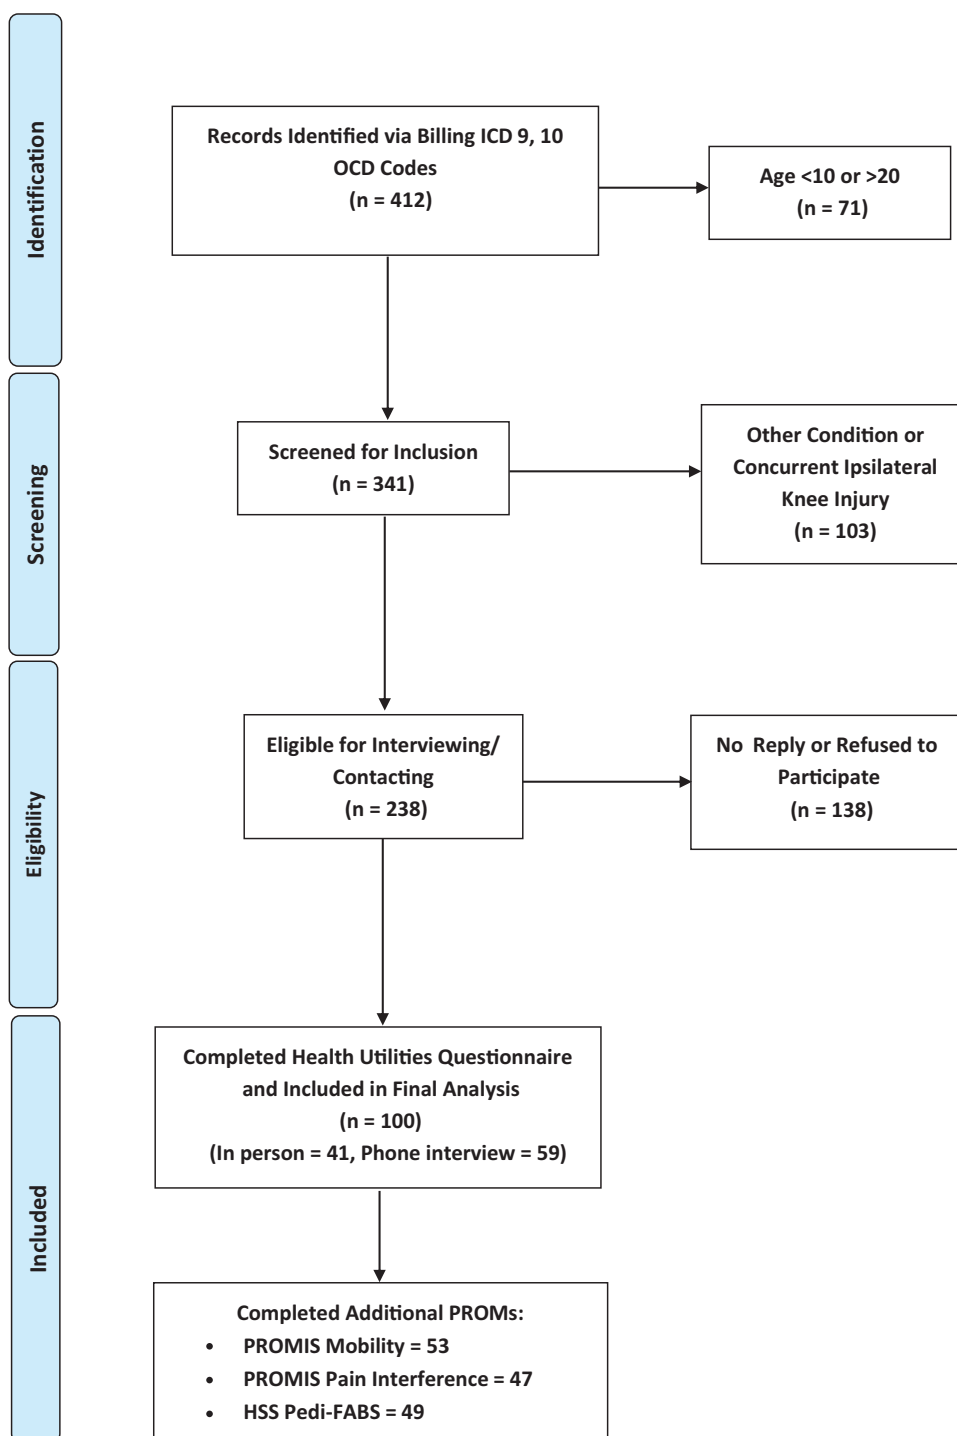 Identification
Records Identified via Billing ICD 9, 10
OCD Codes
(n = 412)
Age <10 or >20
(n = 71)
Screening
Screened for Inclusion
(n = 341)
Other Condition or
Concurrent Ipsilateral
Knee Injury
(n = 103)
Eligibility
Eligible for Interviewing/
Contacting
(n = 238)
No Reply or Refused to
Participate
(n = 138)
Included
Completed Health Utilities Questionnaire
and Included in Final Analysis
(n = 100)
(In person = 41, Phone interview = 59)
Completed Additional PROMs:
• PROMIS Mobility = 53
• PROMIS Pain Interference = 47
• HSS Pedi-FABS = 49